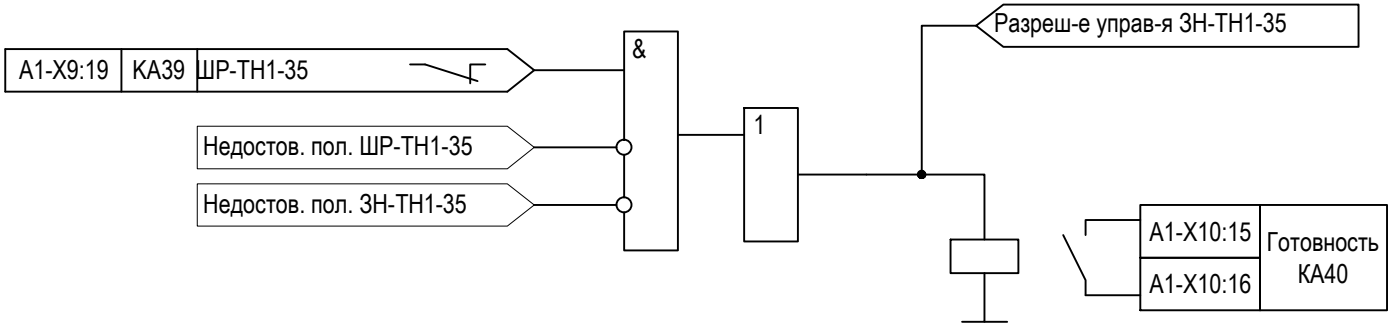 Разреш-е управ-я ЗН-ТН1-35
&
A1-X9:19 KA39 ШР-ТН1-35
Недостов. пол. ШР-ТН1-35
1
Недостов. пол. ЗН-ТН1-35
A1-X10:15
Готовность
KA40
A1-X10:16